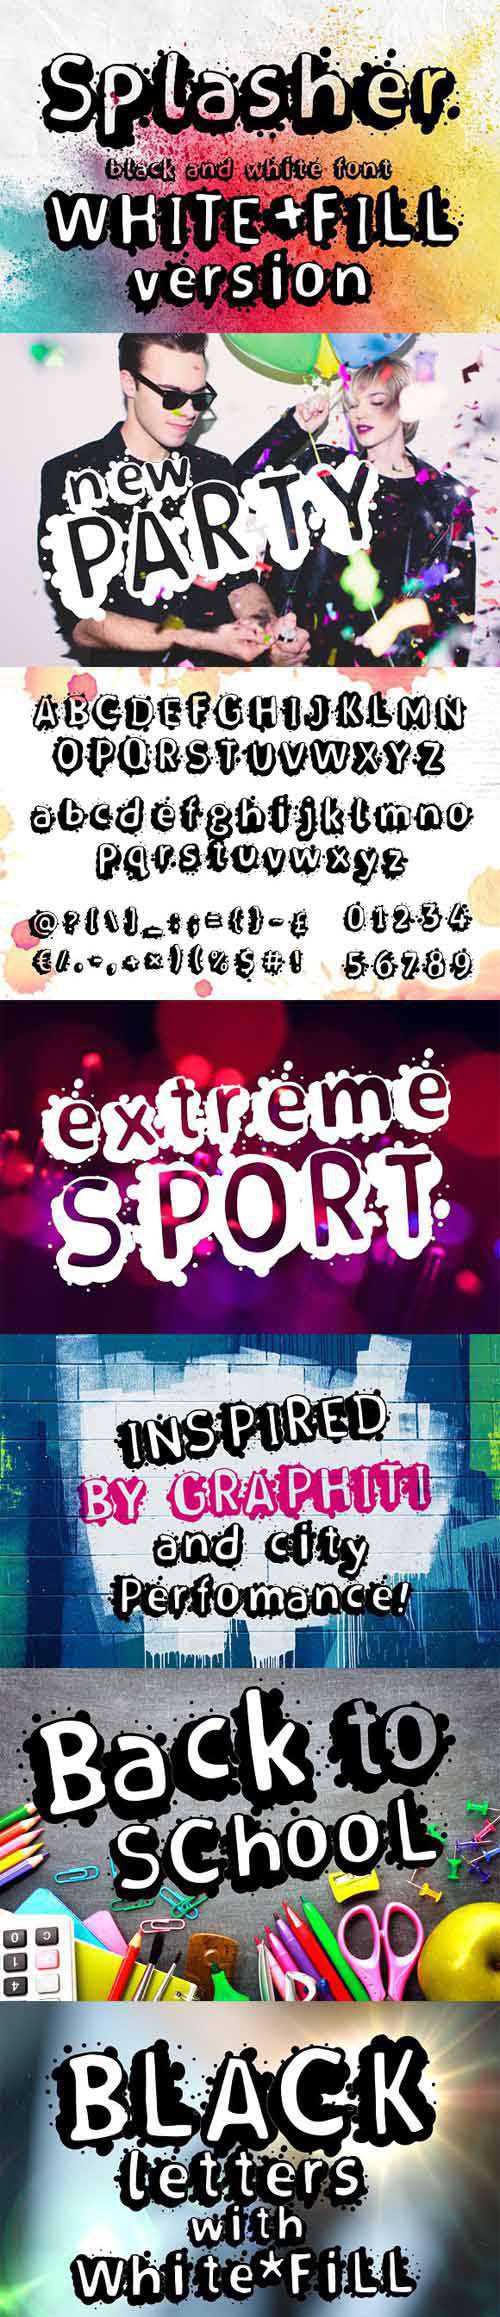 Splasher
black and white font
WHITE+FILL
version
new
PARTY
ABCDEFGHIJKLMN
OPQRSTUVWXYZ
abcdefghijklmno
pqrstuvwxyz
@?[\]_:;={}-£
01234
€/.-,+×)(%$#!
56789
extreme
SPORT
INSPIRED
BY GRAPHITI
and city
Perfomance!
Back to
SCHOOL
BLACK
letters
with
White*FiLL